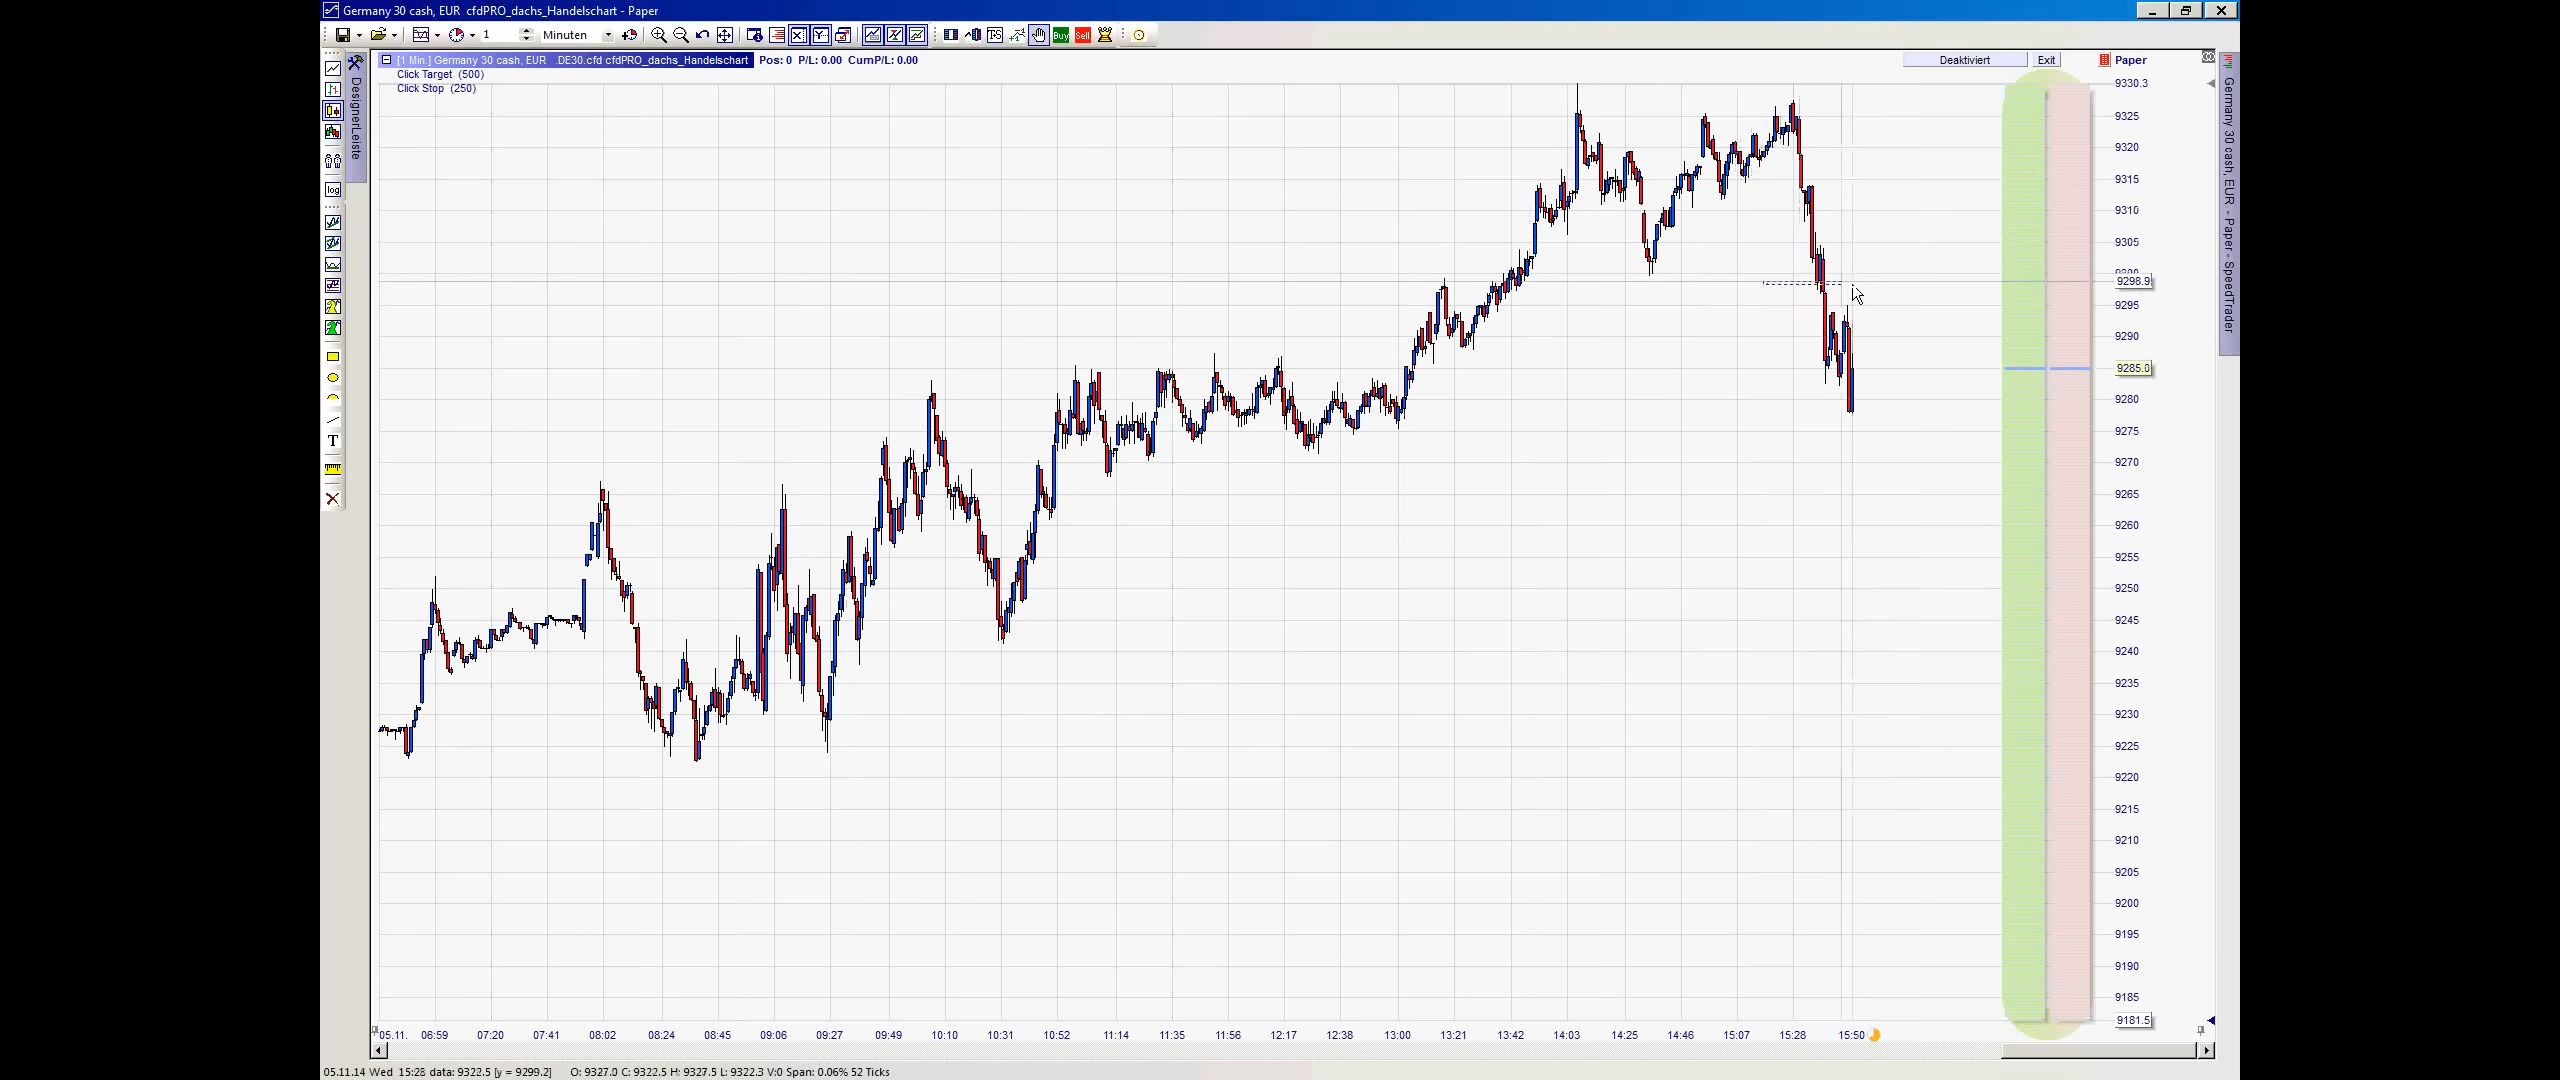 Germany 30 cash, EUR cfdPRO_dachs_Handelschart - Paper
1 Minuten Buy Sell
[1 Min.] Germany 30 cash, EUR .DE30.cfd cfdPRO_dachs_Handelschart Pos: 0 P/L: 0.00 CumP/L: 0.00
Deaktiviert Exit Paper
Click Target (500)
Click Stop (250)
DesignerLeiste
log
T
Germany 30 cash, EUR - Paper - SpeedTrader
9330.3
9325
9320
9315
9310
9305
9298.9
9295
9290
9285.0
9280
9275
9270
9265
9260
9255
9250
9245
9240
9235
9230
9225
9220
9215
9210
9205
9200
9195
9190
9185
9181.5
05.11. 06:59 07:20 07:41 08:02 08:24 08:45 09:06 09:27 09:49 10:10 10:31 10:52 11:14 11:35 11:56 12:17 12:38 13:00 13:21 13:42 14:03 14:25 14:46 15:07 15:28 15:50
05.11.14 Wed 15:28 data: 9322.5 [y = 9299.2] O: 9327.0 C: 9322.5 H: 9327.5 L: 9322.3 V:0 Span: 0.06% 52 Ticks